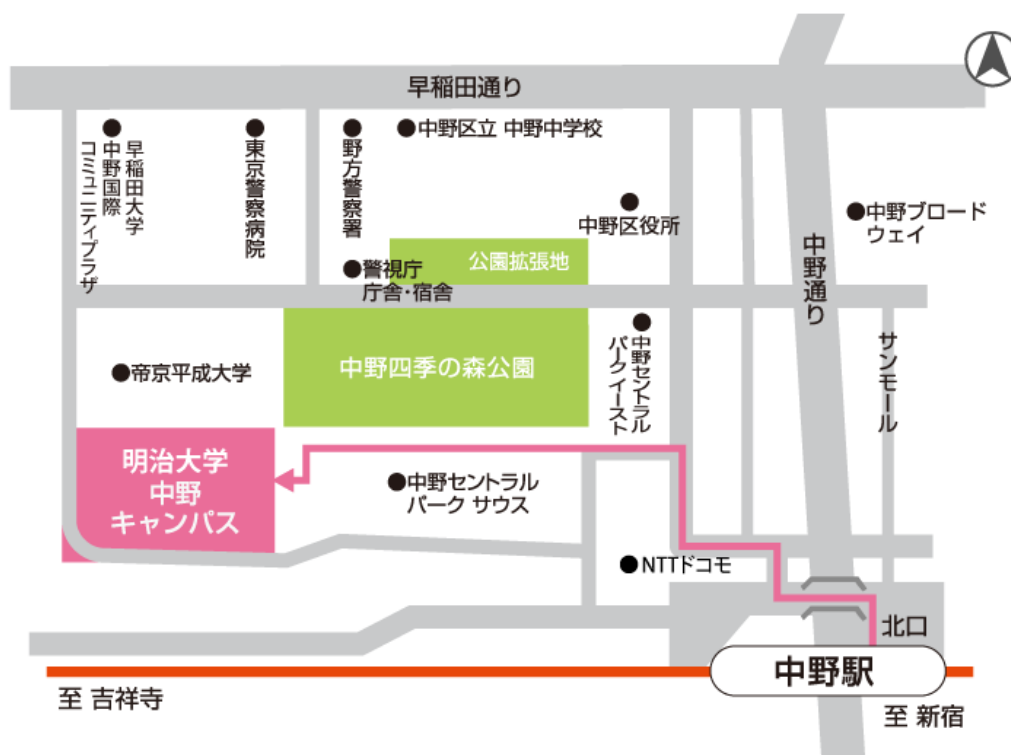 早稲田通り
早稲田大学
中野国際
コミュニティプラザ
東京警察病院
野方警察署
中野区立 中野中学校
中野区役所
中野ブロード
ウェイ
公園拡張地
警視庁
庁舎・宿舎
中野通り
帝京平成大学
中野四季の森公園
中野セントラル
パークイースト
サンモール
明治大学
中野
キャンパス
中野セントラル
パーク サウス
NTTドコモ
北口
中野駅
至 吉祥寺
至 新宿